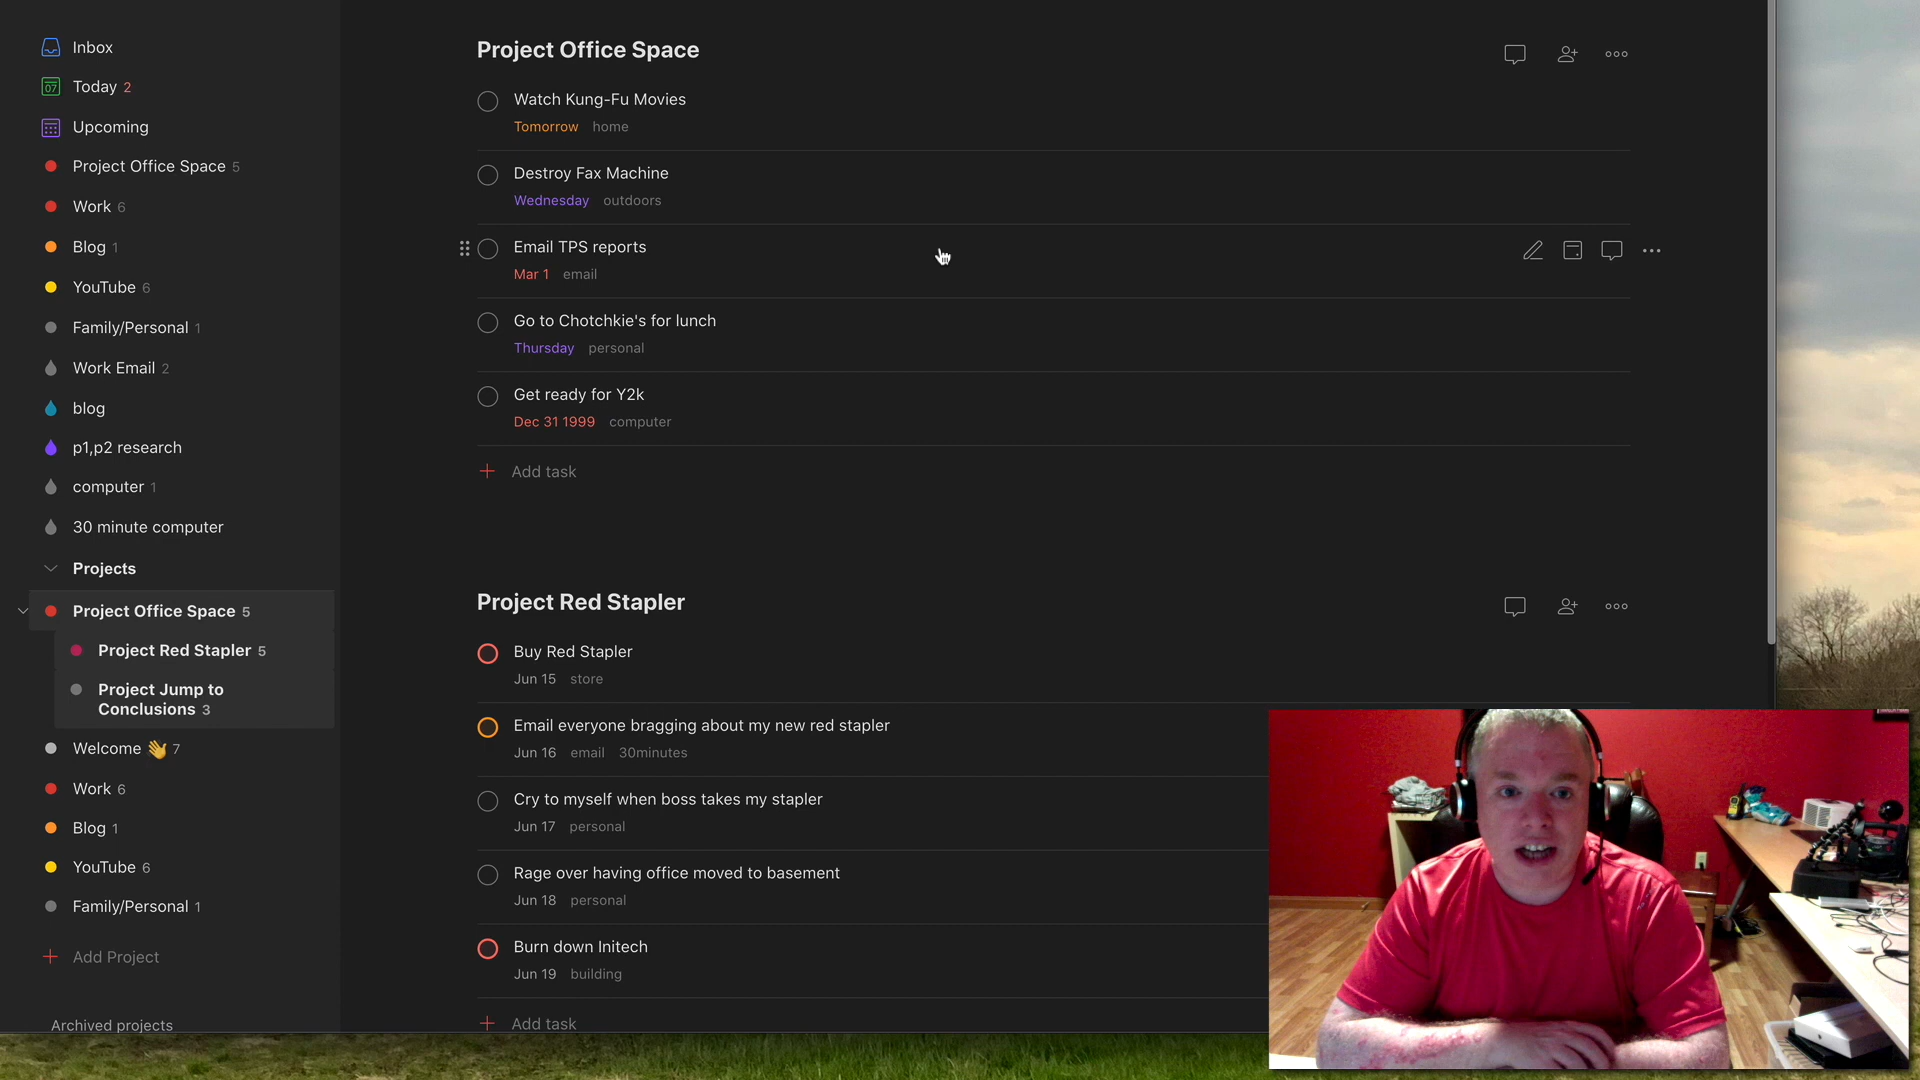 Inbox
07
Today 2
Upcoming
Project Office Space 5
Work 6
Blog 1
YouTube 6
Family/Personal 1
Work Email 2
blog
p1,p2 research
computer 1
30 minute computer
Projects
Project Office Space 5
Project Red Stapler 5
Project Jump to
Conclusions 3
Welcome 👋 7
Work 6
Blog 1
YouTube 6
Family/Personal 1
Add Project
Archived projects
Project Office Space
Watch Kung-Fu Movies
Tomorrow home
Destroy Fax Machine
Wednesday outdoors
Email TPS reports
Mar 1 email
Go to Chotchkie's for lunch
Thursday personal
Get ready for Y2k
Dec 31 1999 computer
Add task
Project Red Stapler
Buy Red Stapler
Jun 15 store
Email everyone bragging about my new red stapler
Jun 16 email 30minutes
Cry to myself when boss takes my stapler
Jun 17 personal
Rage over having office moved to basement
Jun 18 personal
Burn down Initech
Jun 19 building
Add task